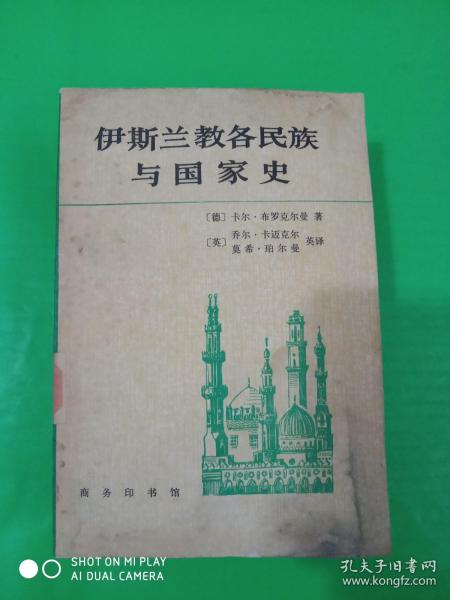 伊斯兰教各民族
与国家史
〔德〕卡尔·布罗克尔曼 著
〔英〕乔尔·卡迈克尔 英译
莫希·珀尔曼
商务印书馆
SHOT ON MI PLAY
AI DUAL CAMERA
孔夫子旧书网
www.kongfz.com